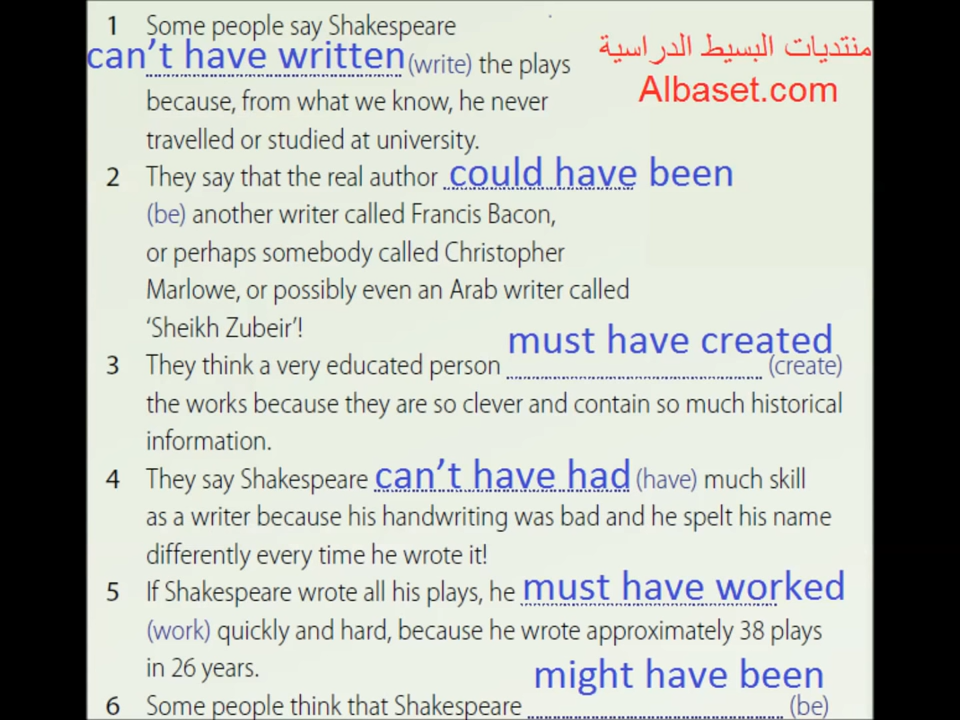 1 Some people say Shakespeare
can't have written (write) the plays
because, from what we know, he never
travelled or studied at university.
منتديات البسيط الدراسية
Albaset.com
2 They say that the real author could have been
(be) another writer called Francis Bacon,
or perhaps somebody called Christopher
Marlowe, or possibly even an Arab writer called
‘Sheikh Zubeir’!
must have created
3 They think a very educated person (create)
the works because they are so clever and contain so much historical
information.
4 They say Shakespeare can't have had (have) much skill
as a writer because his handwriting was bad and he spelt his name
differently every time he wrote it!
5 If Shakespeare wrote all his plays, he must have worked
(work) quickly and hard, because he wrote approximately 38 plays
in 26 years.
might have been
6 Some people think that Shakespeare (be)